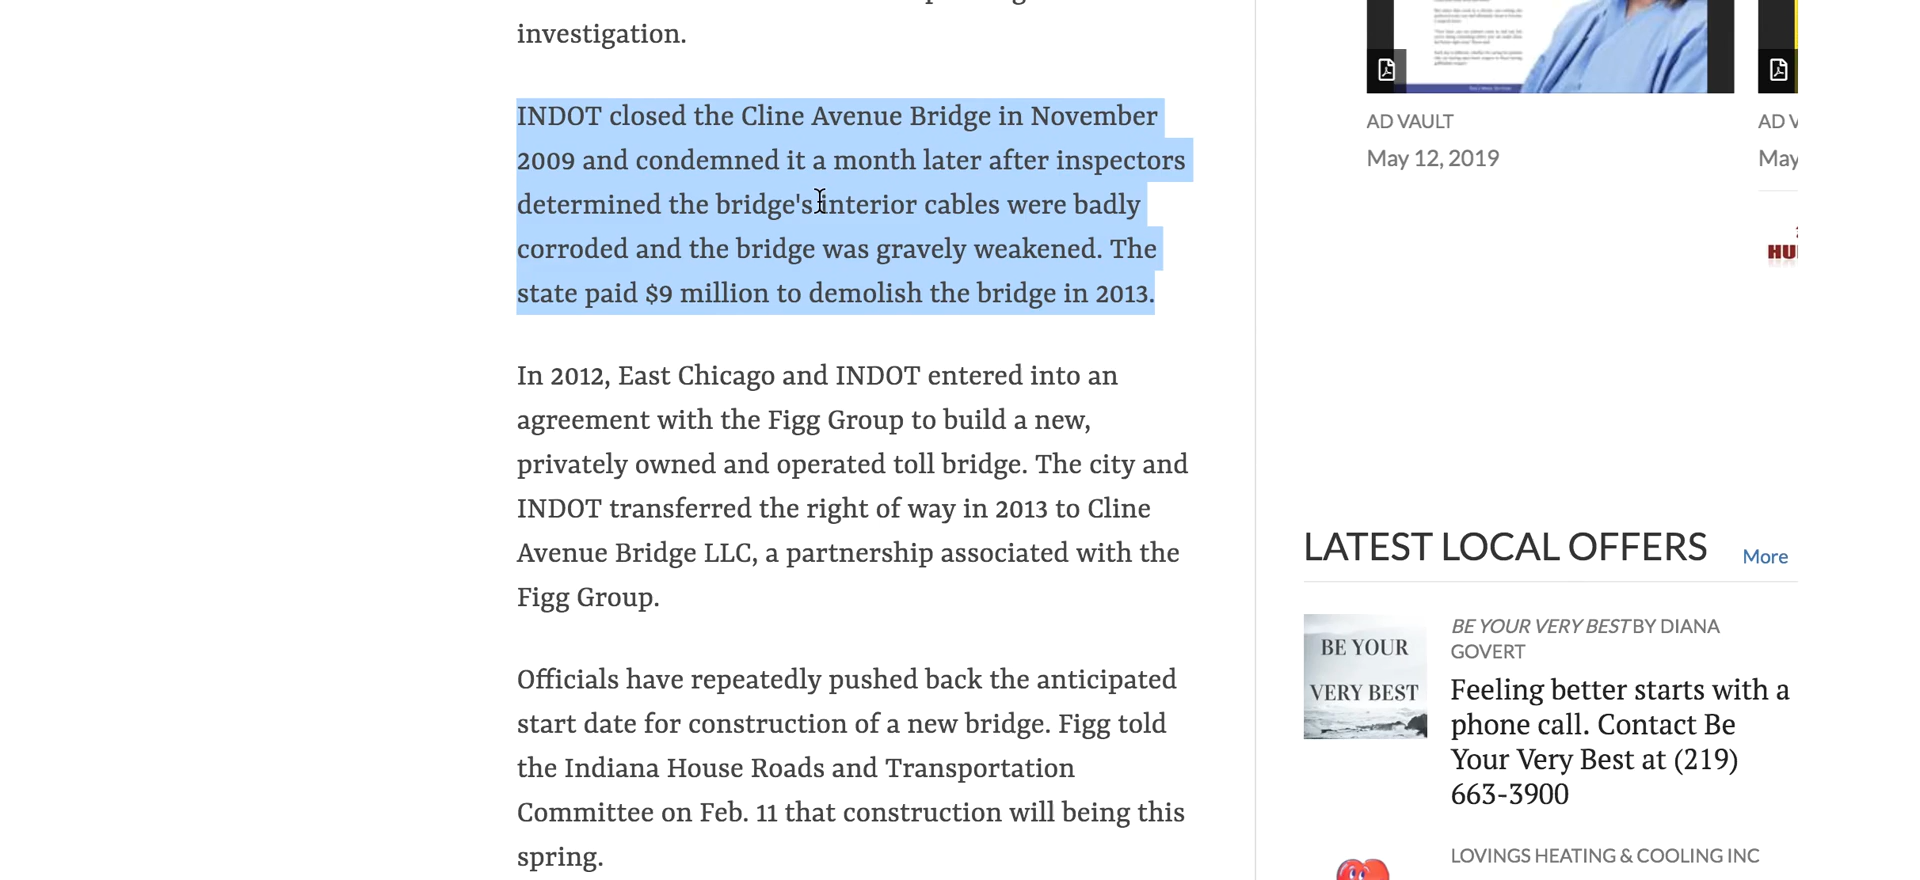 investigation.
INDOT closed the Cline Avenue Bridge in November
2009 and condemned it a month later after inspectors
determined the bridge's interior cables were badly
corroded and the bridge was gravely weakened. The
state paid $9 million to demolish the bridge in 2013.
In 2012, East Chicago and INDOT entered into an
agreement with the Figg Group to build a new,
privately owned and operated toll bridge. The city and
INDOT transferred the right of way in 2013 to Cline
Avenue Bridge LLC, a partnership associated with the
Figg Group.
Officials have repeatedly pushed back the anticipated
start date for construction of a new bridge. Figg told
the Indiana House Roads and Transportation
Committee on Feb. 11 that construction will being this
spring.
AD VAULT
May 12, 2019
AD V
May
HU
LATEST LOCAL OFFERS More
BE YOUR
VERY BEST
BE YOUR VERY BEST BY DIANA
GOVERT
Feeling better starts with a
phone call. Contact Be
Your Very Best at (219)
663-3900
LOVINGS HEATING & COOLING INC